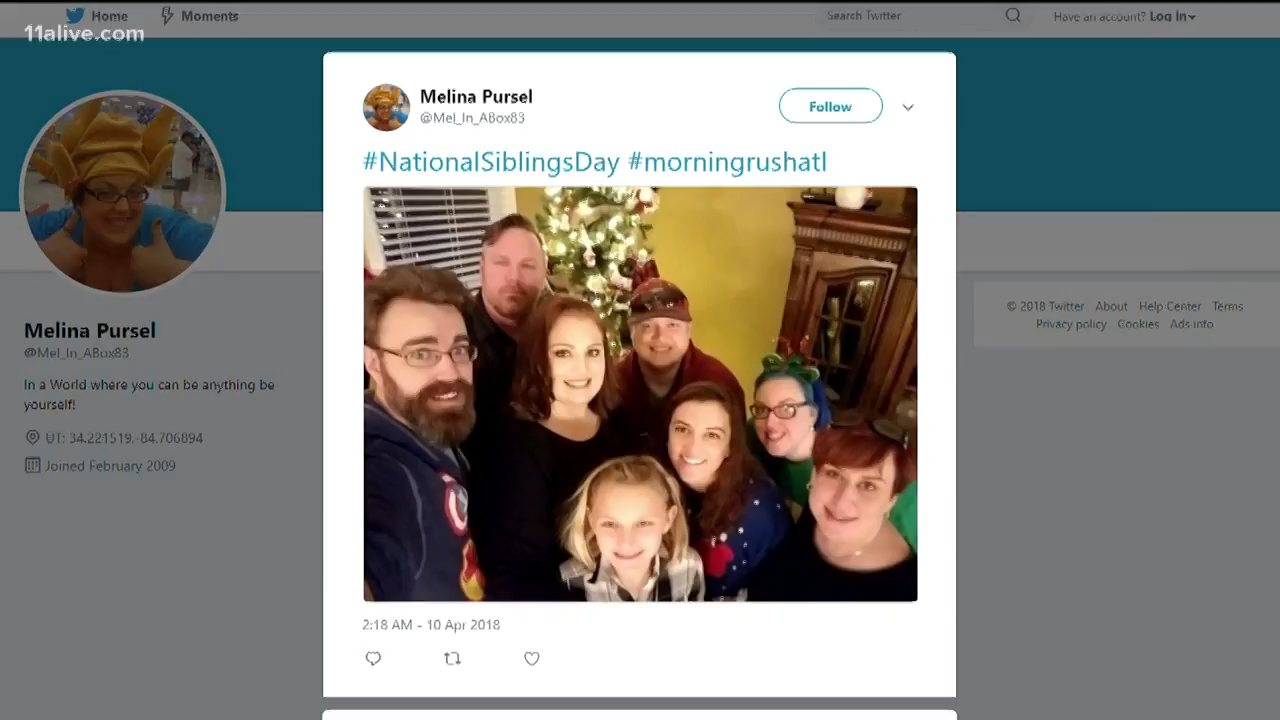 Home
Moments
Search Twitter
Have an account? Log in
11alive.com
Melina Pursel
@Mel_In_ABox83
Follow
#NationalSiblingsDay #morningrushatl
2:18 AM - 10 Apr 2018
Melina Pursel
@Mel_In_ABox83
In a World where you can be anything be
yourself!
UT: 34.221519,-84.706894
Joined February 2009
© 2018 Twitter About Help Center Terms
Privacy policy Cookies Ads info